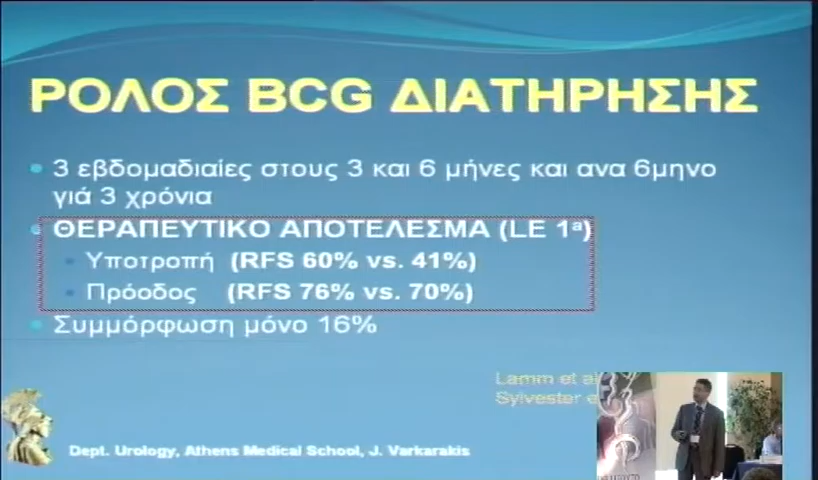 ΡΟΛΟΣ BCG ΔΙΑΤΗΡΗΣΗΣ
3 εβδομαδιαίες στους 3 και 6 μήνες και ανα 6μηνο
γιά 3 χρόνια
ΘΕΡΑΠΕΥΤΙΚΟ ΑΠΟΤΕΛΕΣΜΑ (LE 1ª)
Υποτροπή (RFS 60% vs. 41%)
Πρόοδος (RFS 76% vs. 70%)
Συμμόρφωση μόνο 16%
Lamm et al
Sylvester e
Dept. Urology, Athens Medical School, J. Varkarakis